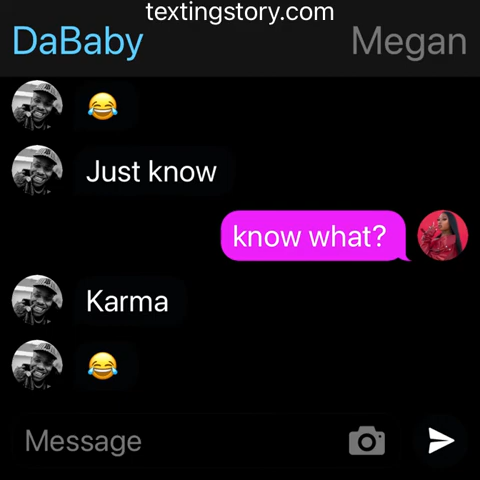 textingstory.com
DaBaby Megan
😂
Just know
know what?
Karma
😂
Message